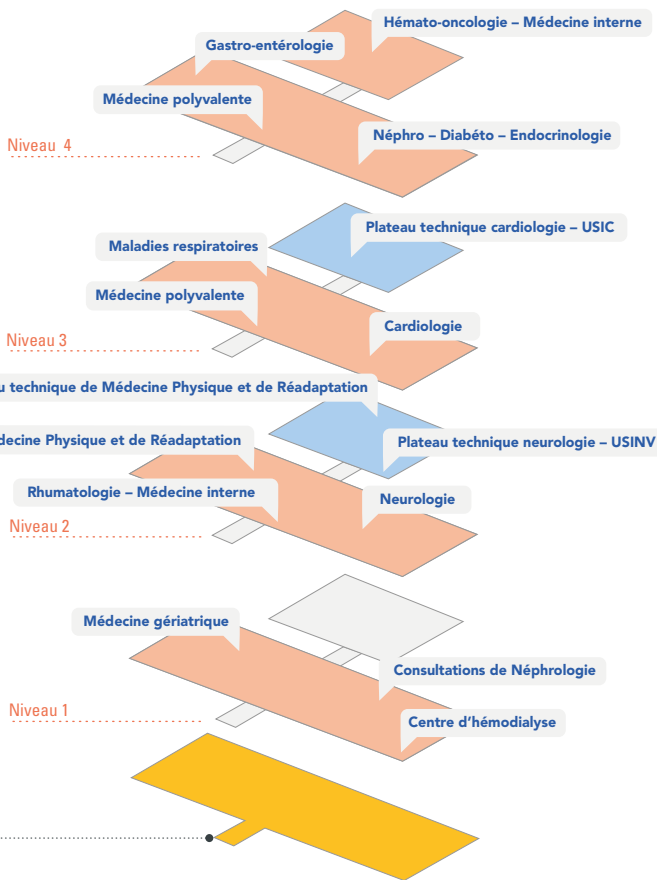 Hémato-oncologie – Médecine interne
Gastro-entérologie
Médecine polyvalente
Néphro – Diabéto – Endocrinologie
Niveau 4
Plateau technique cardiologie – USIC
Maladies respiratoires
Médecine polyvalente
Cardiologie
Niveau 3
u technique de Médecine Physique et de Réadaptation
decine Physique et de Réadaptation
Plateau technique neurologie – USINV
Rhumatologie – Médecine interne
Neurologie
Niveau 2
Médecine gériatrique
Consultations de Néphrologie
Niveau 1
Centre d'hémodialyse